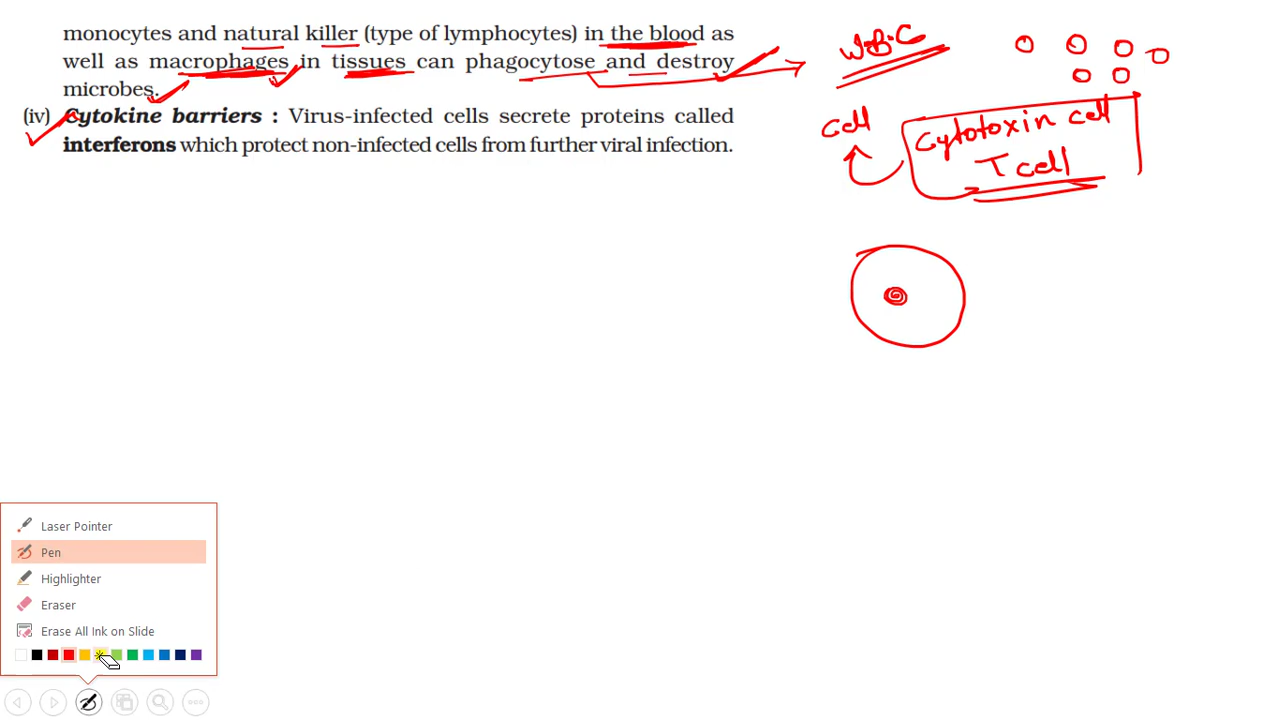 monocytes and natural killer (type of lymphocytes) in the blood as
well as macrophages in tissues can phagocytose and destroy
microbes.
(iv) Cytokine barriers : Virus-infected cells secrete proteins called
interferons which protect non-infected cells from further viral infection.
W.B.C
Cell
Cytotoxin cell
T cell
Laser Pointer
Pen
Highlighter
Eraser
Erase All Ink on Slide